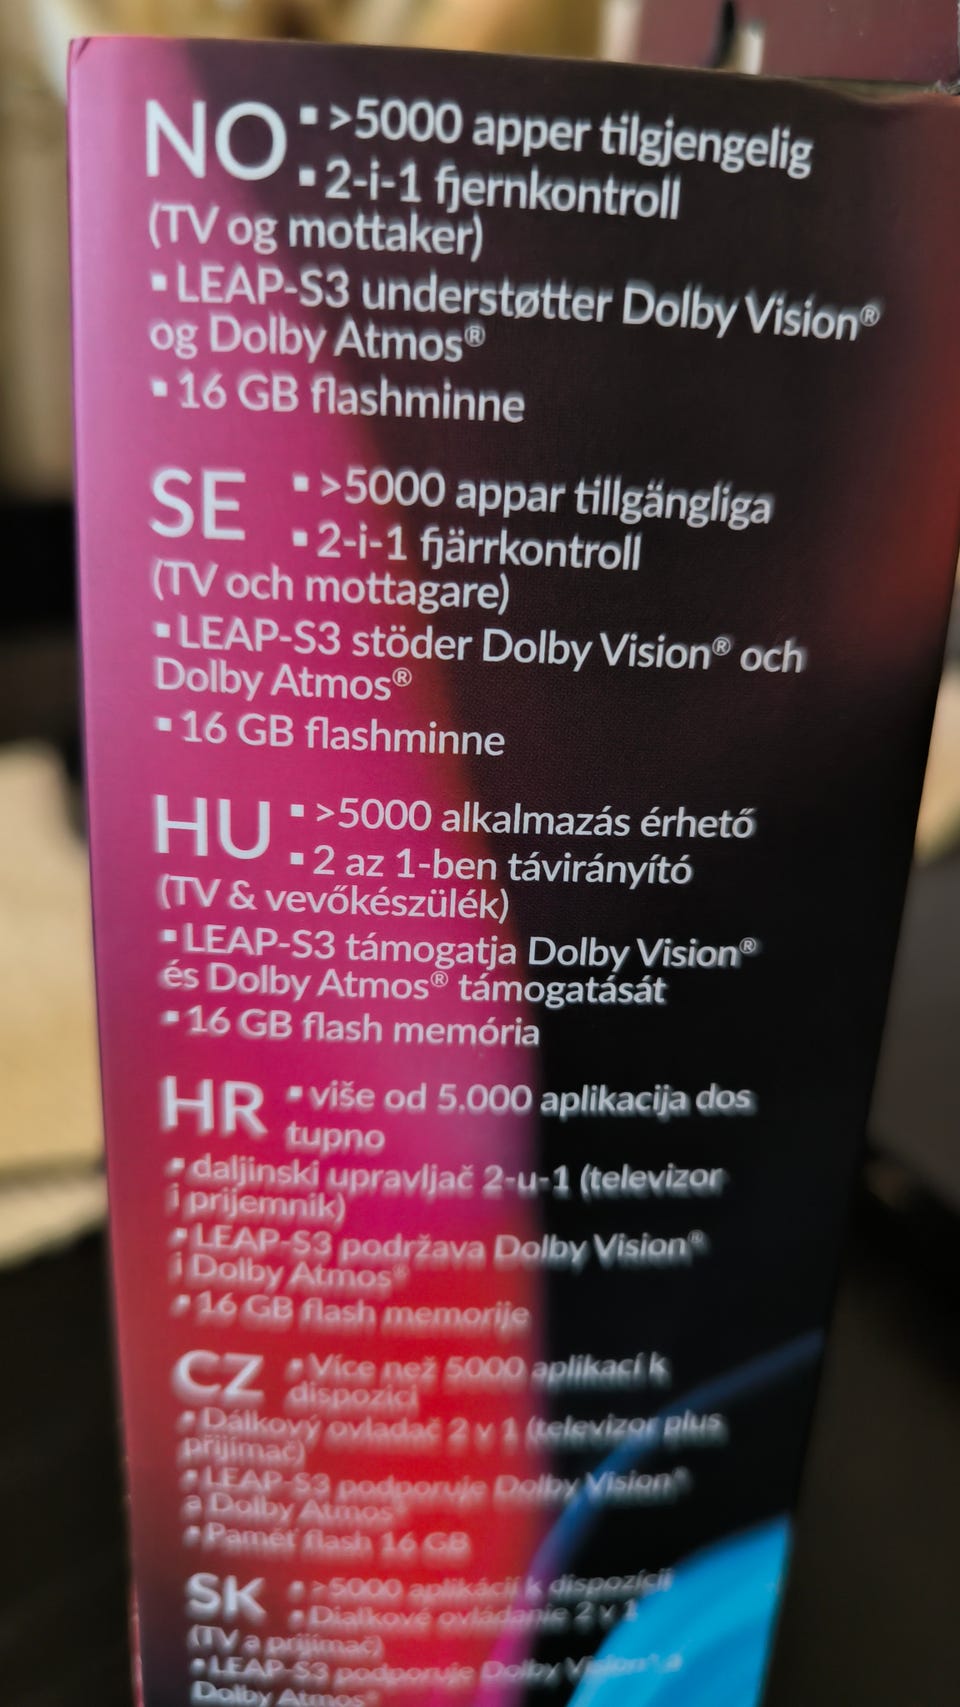 NO ▪ >5000 apper tilgjengelig
▪ 2-i-1 fjernkontroll
(TV og mottaker)
▪ LEAP-S3 understøtter Dolby Vision®
og Dolby Atmos®
▪ 16 GB flashminne
SE ▪ >5000 appar tillgängliga
▪ 2-i-1 fjärrkontroll
(TV och mottagare)
▪ LEAP-S3 stöder Dolby Vision® och
Dolby Atmos®
▪ 16 GB flashminne
HU ▪ >5000 alkalmazás érhető
▪ 2 az 1-ben távirányító
(TV & vevőkészülék)
▪ LEAP-S3 támogatja Dolby Vision®
és Dolby Atmos® támogatását
▪ 16 GB flash memória
HR ▪ više od 5.000 aplikacija dos
tupno
▪ daljinski upravljač 2-u-1 (televizor
i prijemnik)
▪ LEAP-S3 podržava Dolby Vision®
i Dolby Atmos®
▪ 16 GB flash memorije
CZ ▪ Více než 5000 aplikací k
dispozici
▪ Dálkový ovladač 2 v 1 (televizor plus
přijímač)
▪ LEAP-S3 podporuje Dolby Vision®
a Dolby Atmos®
▪ Paměť flash 16 GB
SK ▪ >5000 aplikácií k dispozícii
▪ Diaľkové ovládanie 2 v 1
(TV a prijímač)
▪ LEAP-S3 podporuje Dolby Vision® a
Dolby Atmos®